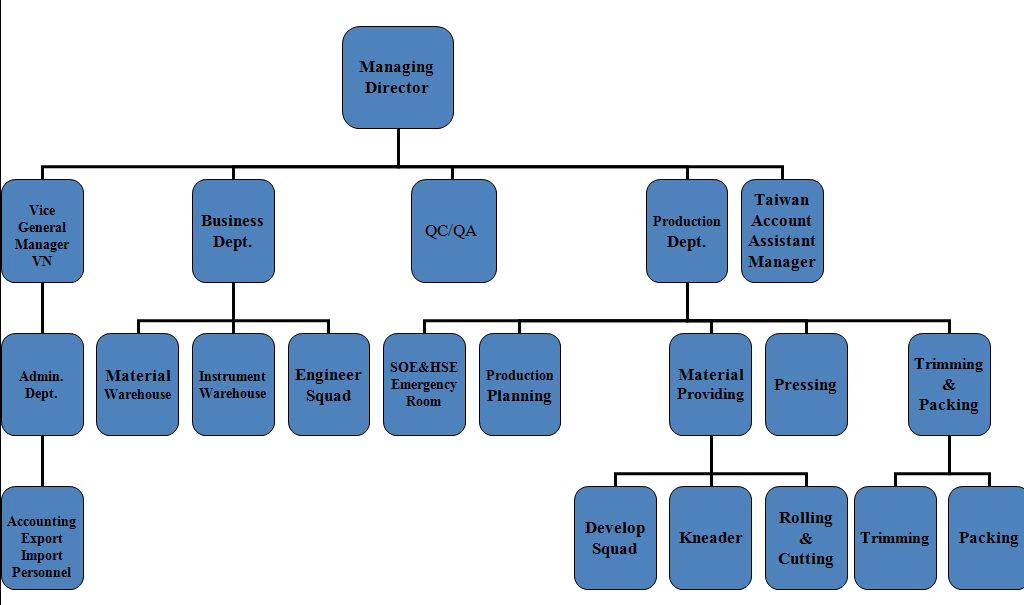 Managing
Director
Vice
General
Manager
VN
Business
Dept.
QC/QA
Production
Dept.
Taiwan
Account
Assistant
Manager
Admin.
Dept.
Material
Warehouse
Instrument
Warehouse
Engineer
Squad
SOE&HSE
Emergency
Room
Production
Planning
Material
Providing
Pressing
Trimming
&
Packing
Accounting
Export
Import
Personnel
Develop
Squad
Kneader
Rolling
&
Cutting
Trimming
Packing